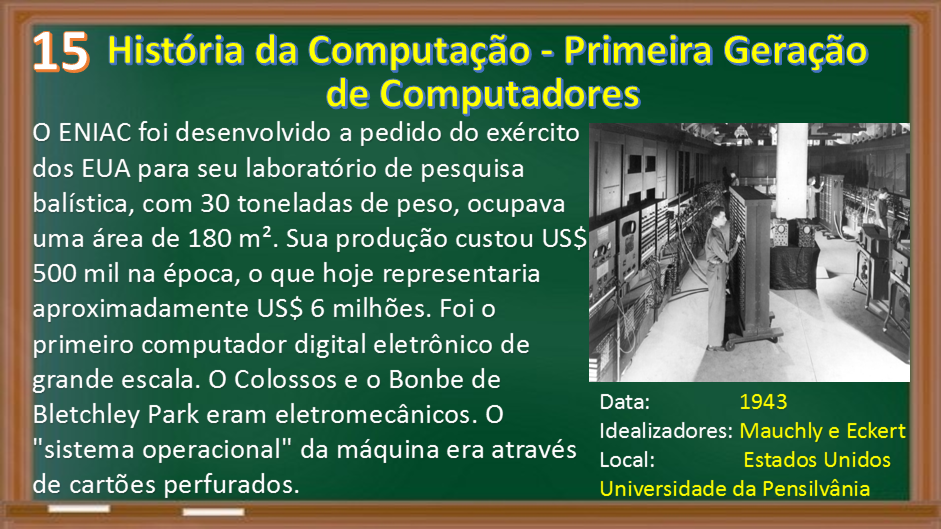 15 História da Computação - Primeira Geração
de Computadores
O ENIAC foi desenvolvido a pedido do exército
dos EUA para seu laboratório de pesquisa
balística, com 30 toneladas de peso, ocupava
uma área de 180 m². Sua produção custou US$
500 mil na época, o que hoje representaria
aproximadamente US$ 6 milhões. Foi o
primeiro computador digital eletrônico de
grande escala. O Colossos e o Bonbe de
Bletchley Park eram eletromecânicos. O
"sistema operacional" da máquina era através
de cartões perfurados.
Data: 1943
Idealizadores: Mauchly e Eckert
Local: Estados Unidos
Universidade da Pensilvânia